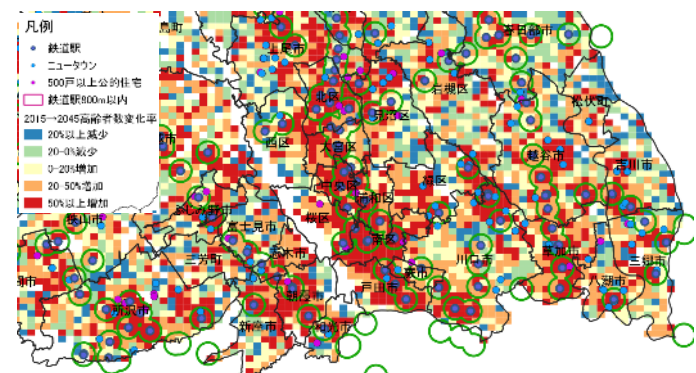 凡例
鉄道駅
ニュータウン
500戸以上公的住宅
鉄道駅800m以内
2015→2045高齢者数変化率
20%以上減少
20-0%減少
0-20%増加
20-50%増加
50%以上増加
島町
上尾市
春日部市
岩槻区
北区
見沼区
松伏町
西区
大宮区
越谷市
吉川市
中央区
緑区
浦和区
桜区
ふじみ野市
狭山市
富士見市
南区
三芳町
志木市
蕨市
川口市
草加市
三郷市
戸田市
八潮市
朝霞市
所沢市
新座市
和光市